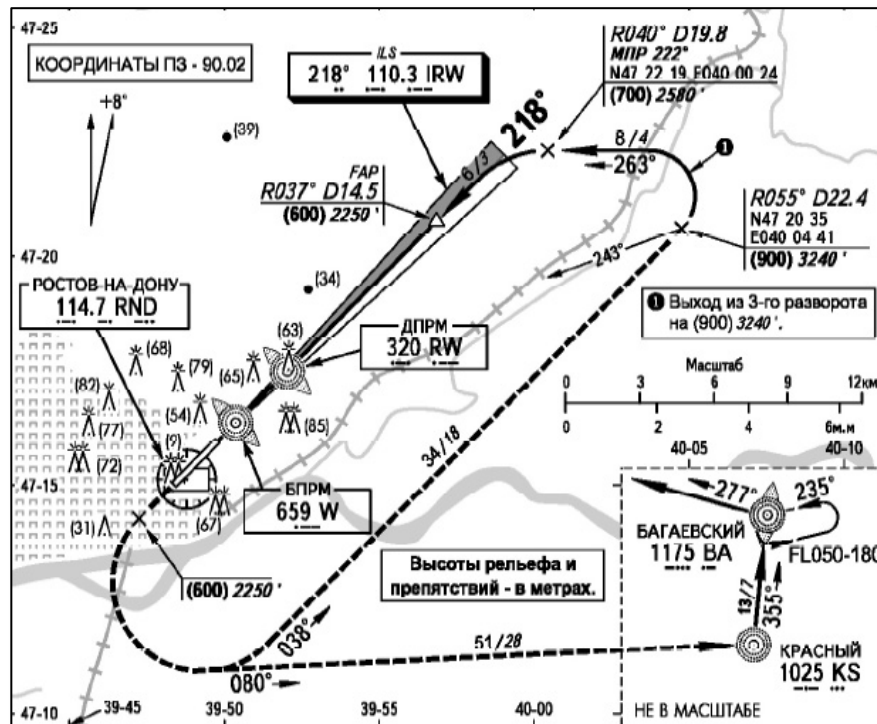 47-25
КООРДИНАТЫ ПЗ - 90.02
+8°
ILS
218° 110.3 IRW
R040° D19.8
МПР 222°
N47 22 19 E040 00 24
(700) 2580'
218°
(39)
FAP
R037° D14.5
(600) 2250'
6/3
8/4
263°
❶
R055° D22.4
N47 20 35
E040 04 41
(900) 3240'
47-20
243°
(34)
РОСТОВ НА ДОНУ
114.7 RND
❶ Выход из 3-го разворота
на (900) 3240'.
(63)
ДПРМ
320 RW
(68)
(79)
(65)
(82)
(54)
(77)
(85)
(9)
(72)
(67)
(31)
Масштаб
0 3 6 9 12км
0 2 4 6м.м
34/18
47-15
БПРМ
659 W
40-05
40-10
277°
235°
БАГАЕВСКИЙ
1175 BA
FL050-180
13/7
355°
КРАСНЫЙ
1025 KS
НЕ В МАСШТАБЕ
Высоты рельефа и
препятствий - в метрах.
(600) 2250'
038°
51/28
080°
47-10
39-45
39-50
39-55
40-00